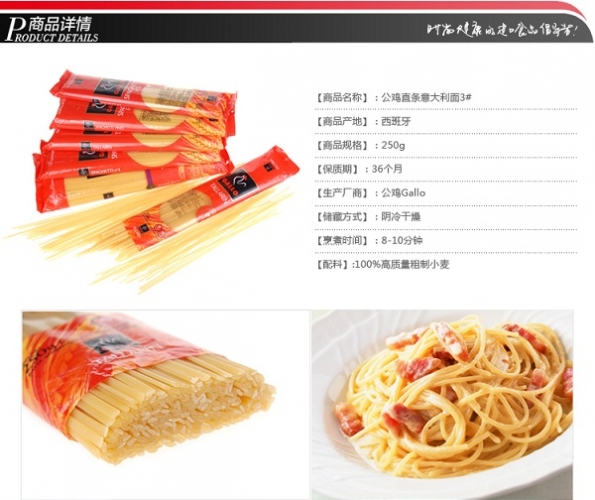 商品详情
PRODUCT DETAILS
【商品名称】：公鸡直条意大利面3#
【商品产地】：西班牙
【商品规格】：250g
【保质期】：36个月
【生产厂商】：公鸡Gallo
【储藏方式】：阴冷干燥
【烹煮时间】：8-10分钟
【配料】:100%高质量粗制小麦
GALLO